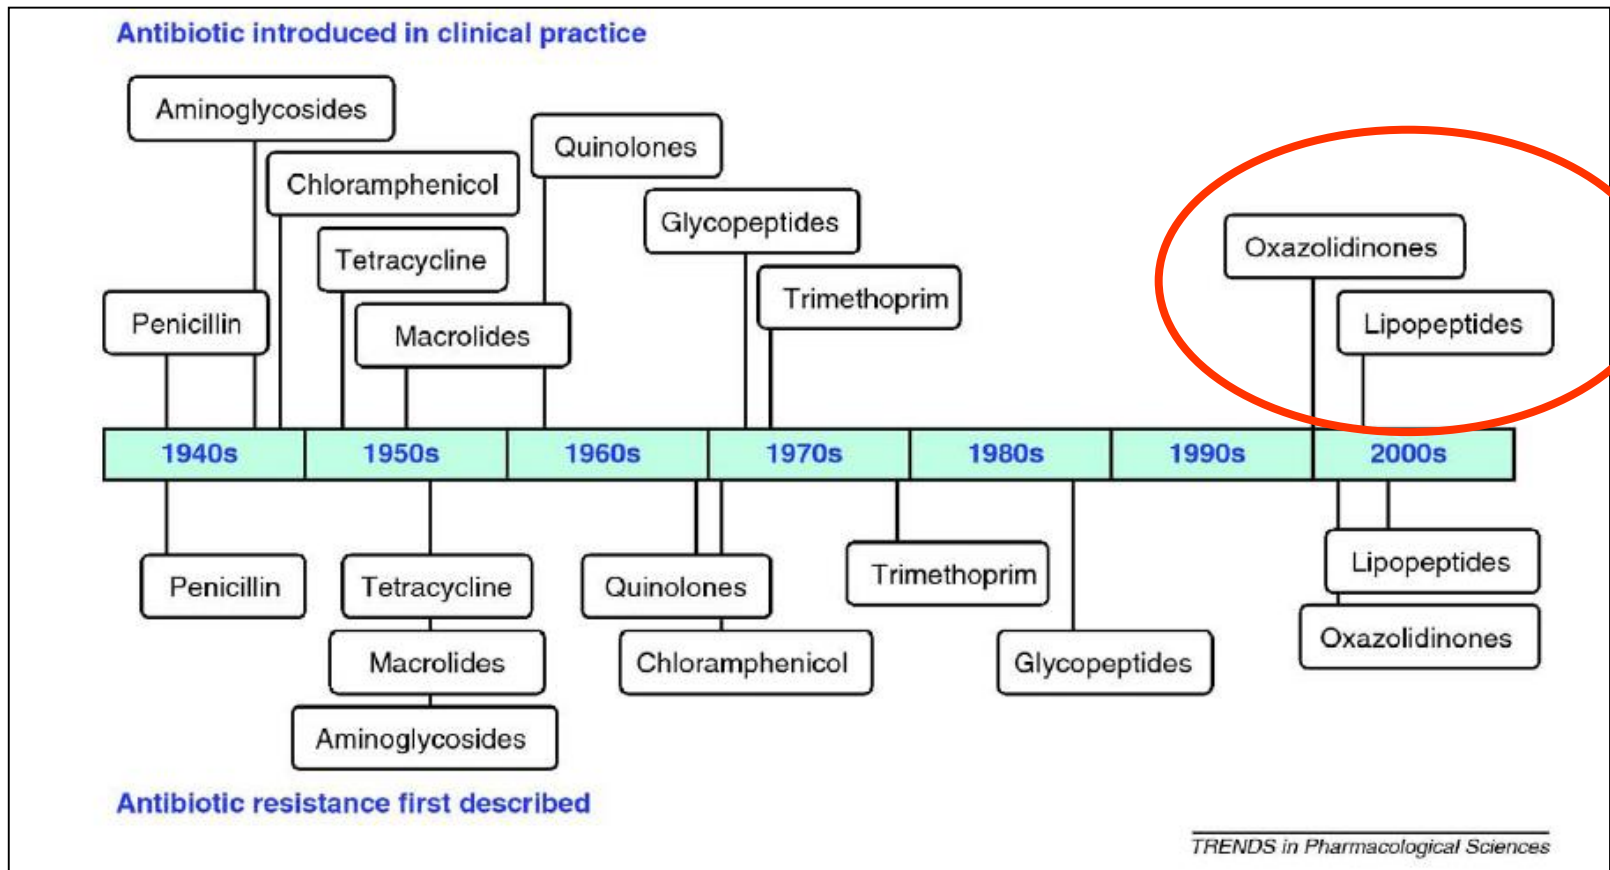 Antibiotic introduced in clinical practice
Aminoglycosides
Quinolones
Chloramphenicol
Glycopeptides
Oxazolidinones
Tetracycline
Trimethoprim
Penicillin
Macrolides
Lipopeptides
1940s 1950s 1960s 1970s 1980s 1990s 2000s
Penicillin
Tetracycline
Quinolones
Trimethoprim
Lipopeptides
Macrolides
Chloramphenicol
Glycopeptides
Oxazolidinones
Aminoglycosides
Antibiotic resistance first described
TRENDS in Pharmacological Sciences